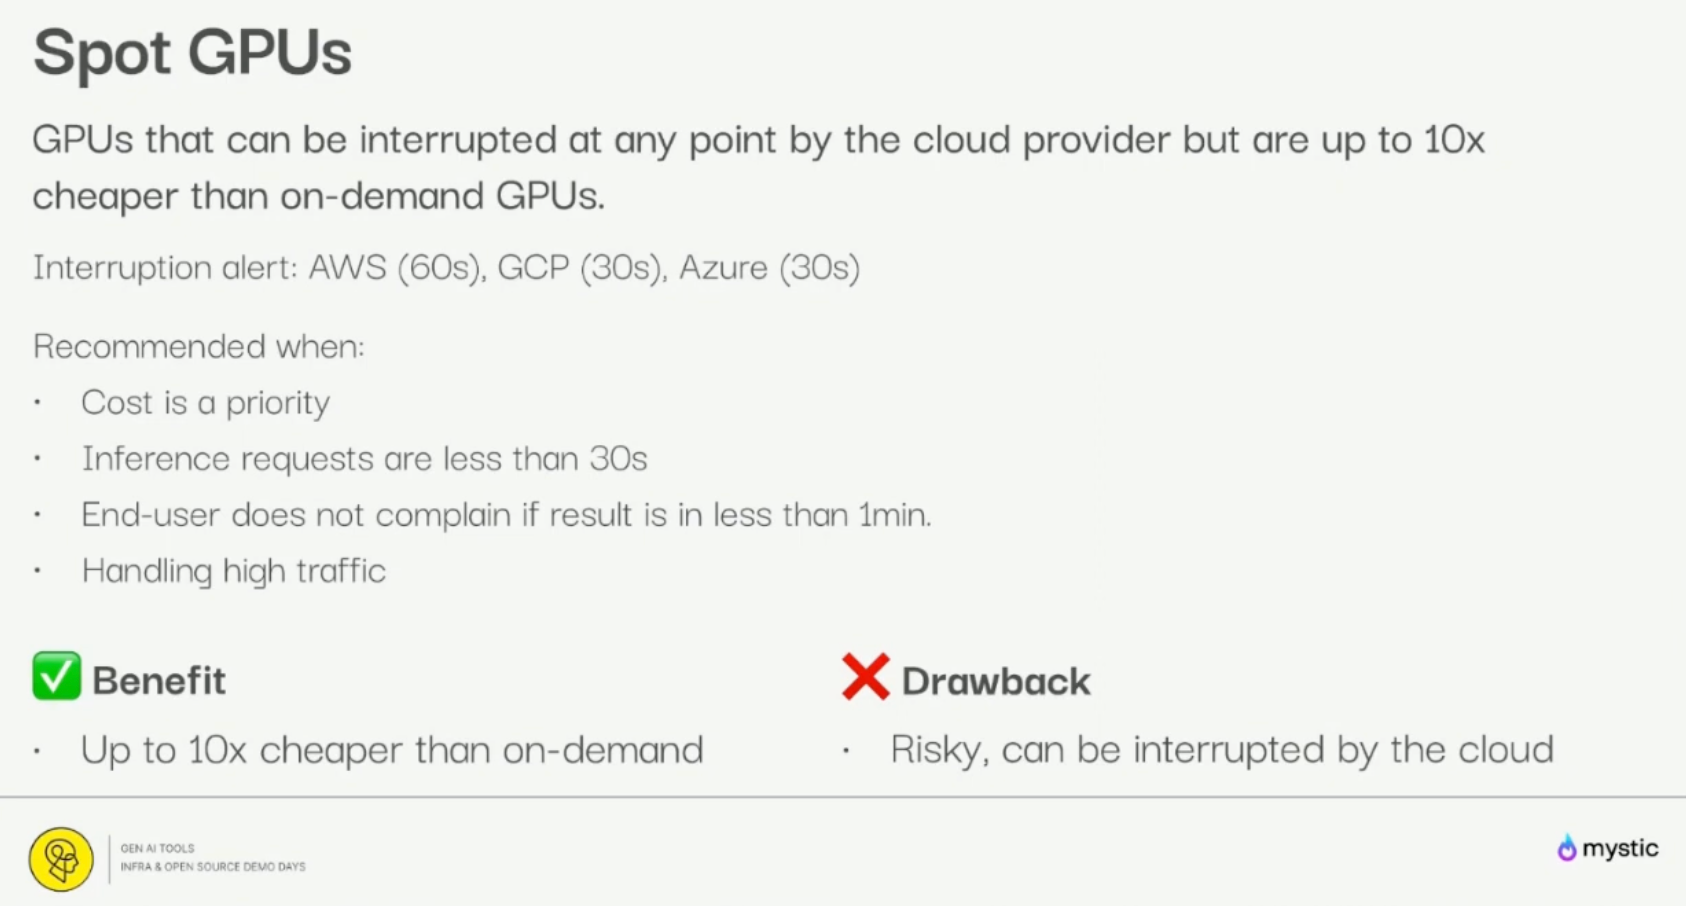 Spot GPUs
GPUs that can be interrupted at any point by the cloud provider but are up to 10x
cheaper than on-demand GPUs.
Interruption alert: AWS (60s), GCP (30s), Azure (30s)
Recommended when:
· Cost is a priority
· Inference requests are less than 30s
· End-user does not complain if result is in less than 1min.
· Handling high traffic
✅ Benefit
· Up to 10x cheaper than on-demand
❌ Drawback
· Risky, can be interrupted by the cloud
GEN AI TOOLS
INFRA & OPEN SOURCE DEMO DAYS
mystic